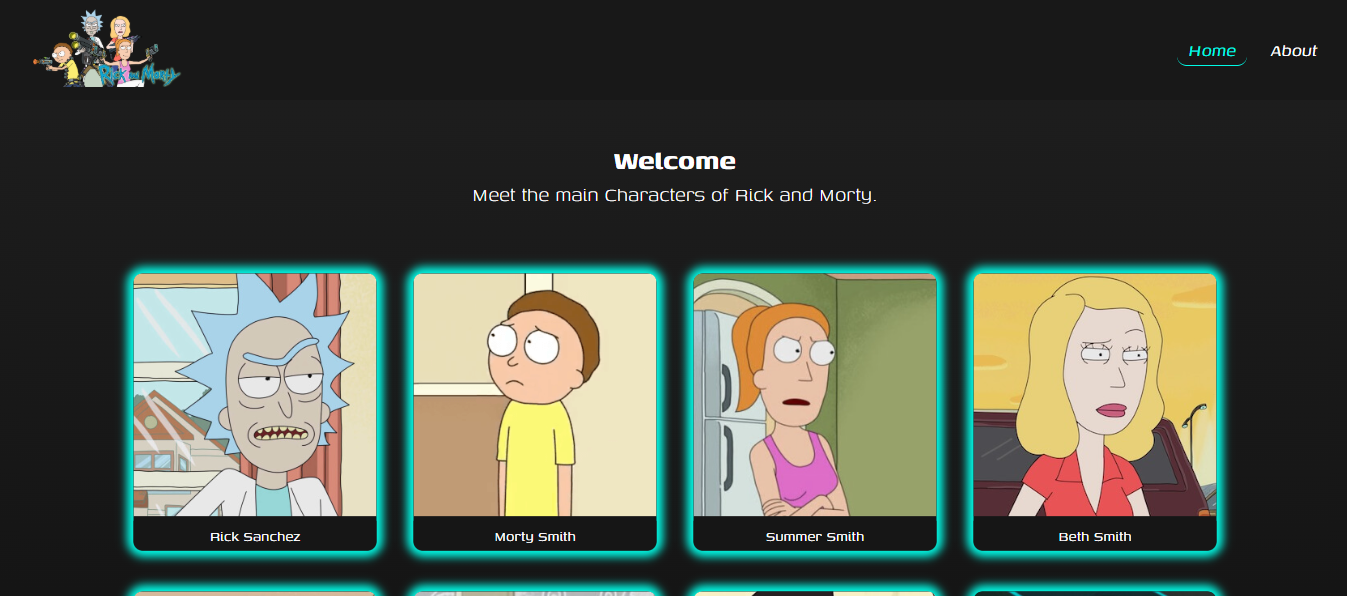 Rick and Morty
Home
About
Welcome
Meet the main Characters of Rick and Morty.
Rick Sanchez
Morty Smith
Summer Smith
Beth Smith